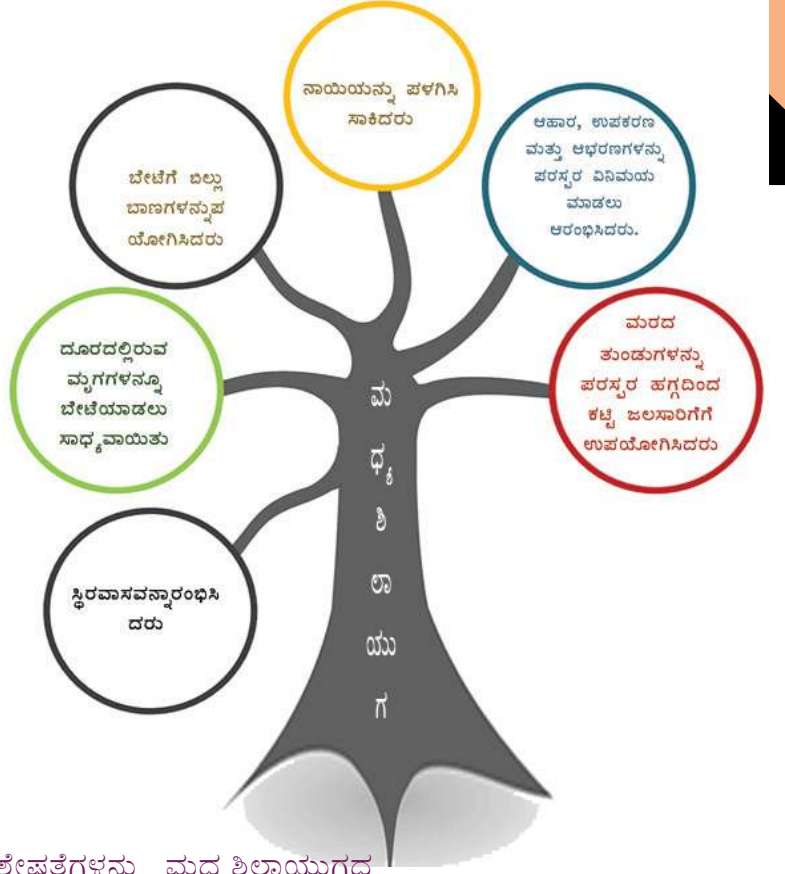 ನಾಯಿಯನ್ನು ಪಳಗಿಸಿ
ಸಾಕಿದರು
ಆಹಾರ, ಉಪಕರಣ
ಮತ್ತು ಆಭರಣಗಳನ್ನು
ಪರಸ್ಪರ ವಿನಿಮಯ
ಮಾಡಲು
ಆರಂಭಿಸಿದರು.
ಬೇಟೆಗೆ ಬಿಲ್ಲು
ಬಾಣಗಳನ್ನುಪ
ಯೋಗಿಸಿದರು
ಮರದ
ತುಂಡುಗಳನ್ನು
ಪರಸ್ಪರ ಹಗ್ಗದಿಂದ
ಕಟ್ಟಿ ಜಲಸಾರಿಗೆಗೆ
ಉಪಯೋಗಿಸಿದರು
ದೂರದಲ್ಲಿರುವ
ಮೃಗಗಳನ್ನೂ
ಬೇಟೆಯಾಡಲು
ಸಾಧ್ಯವಾಯಿತು
ಸ್ಥಿರವಾಸವನ್ನಾರಂಭಿಸಿ
ದರು
ಮ
ಧ್ಯ
ಶಿ
ಲಾ
ಯು
ಗ